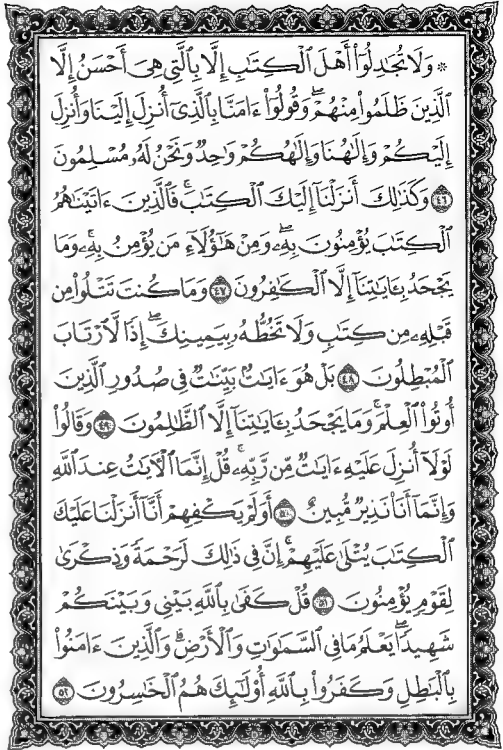 * وَلَا تُجَٰدِلُوٓا۟ أَهْلَ ٱلْكِتَٰبِ إِلَّا بِٱلَّتِى هِىَ أَحْسَنُ إِلَّا
ٱلَّذِينَ ظَلَمُوا۟ مِنْهُمْ ۖ وَقُولُوٓا۟ ءَامَنَّا بِٱلَّذِىٓ أُنزِلَ إِلَيْنَا وَأُنزِلَ
إِلَيْكُمْ وَإِلَٰهُنَا وَإِلَٰهُكُمْ وَٰحِدٌ وَنَحْنُ لَهُۥ مُسْلِمُونَ
٤٦ وَكَذَٰلِكَ أَنزَلْنَآ إِلَيْكَ ٱلْكِتَٰبَ ۚ فَٱلَّذِينَ ءَاتَيْنَٰهُمُ
ٱلْكِتَٰبَ يُؤْمِنُونَ بِهِۦ ۖ وَمِنْ هَٰٓؤُلَآءِ مَن يُؤْمِنُ بِهِۦ ۚ وَمَا
يَجْحَدُ بِـَٔايَٰتِنَآ إِلَّا ٱلْكَٰفِرُونَ ٤٧ وَمَا كُنتَ تَتْلُوا۟ مِن
قَبْلِهِۦ مِن كِتَٰبٍ وَلَا تَخُطُّهُۥ بِيَمِينِكَ ۖ إِذًا لَّٱرْتَابَ
ٱلْمُبْطِلُونَ ٤٨ بَلْ هُوَ ءَايَٰتٌۢ بَيِّنَٰتٌ فِى صُدُورِ ٱلَّذِينَ
أُوتُوا۟ ٱلْعِلْمَ ۚ وَمَا يَجْحَدُ بِـَٔايَٰتِنَآ إِلَّا ٱلظَّٰلِمُونَ ٤٩ وَقَالُوا۟
لَوْلَآ أُنزِلَ عَلَيْهِ ءَايَٰتٌ مِّن رَّبِّهِۦ ۖ قُلْ إِنَّمَا ٱلْـَٔايَٰتُ عِندَ ٱللَّهِ
وَإِنَّمَآ أَنَا۠ نَذِيرٌ مُّبِينٌ ٥٠ أَوَلَمْ يَكْفِهِمْ أَنَّآ أَنزَلْنَا عَلَيْكَ
ٱلْكِتَٰبَ يُتْلَىٰ عَلَيْهِمْ ۚ إِنَّ فِى ذَٰلِكَ لَرَحْمَةً وَذِكْرَىٰ
لِقَوْمٍ يُؤْمِنُونَ ٥١ قُلْ كَفَىٰ بِٱللَّهِ بَيْنِى وَبَيْنَكُمْ
شَهِيدًا ۖ يَعْلَمُ مَا فِى ٱلسَّمَٰوَٰتِ وَٱلْأَرْضِ ۗ وَٱلَّذِينَ ءَامَنُوا۟
بِٱلْبَٰطِلِ وَكَفَرُوا۟ بِٱللَّهِ أُو۟لَٰٓئِكَ هُمُ ٱلْخَٰسِرُونَ ٥٢